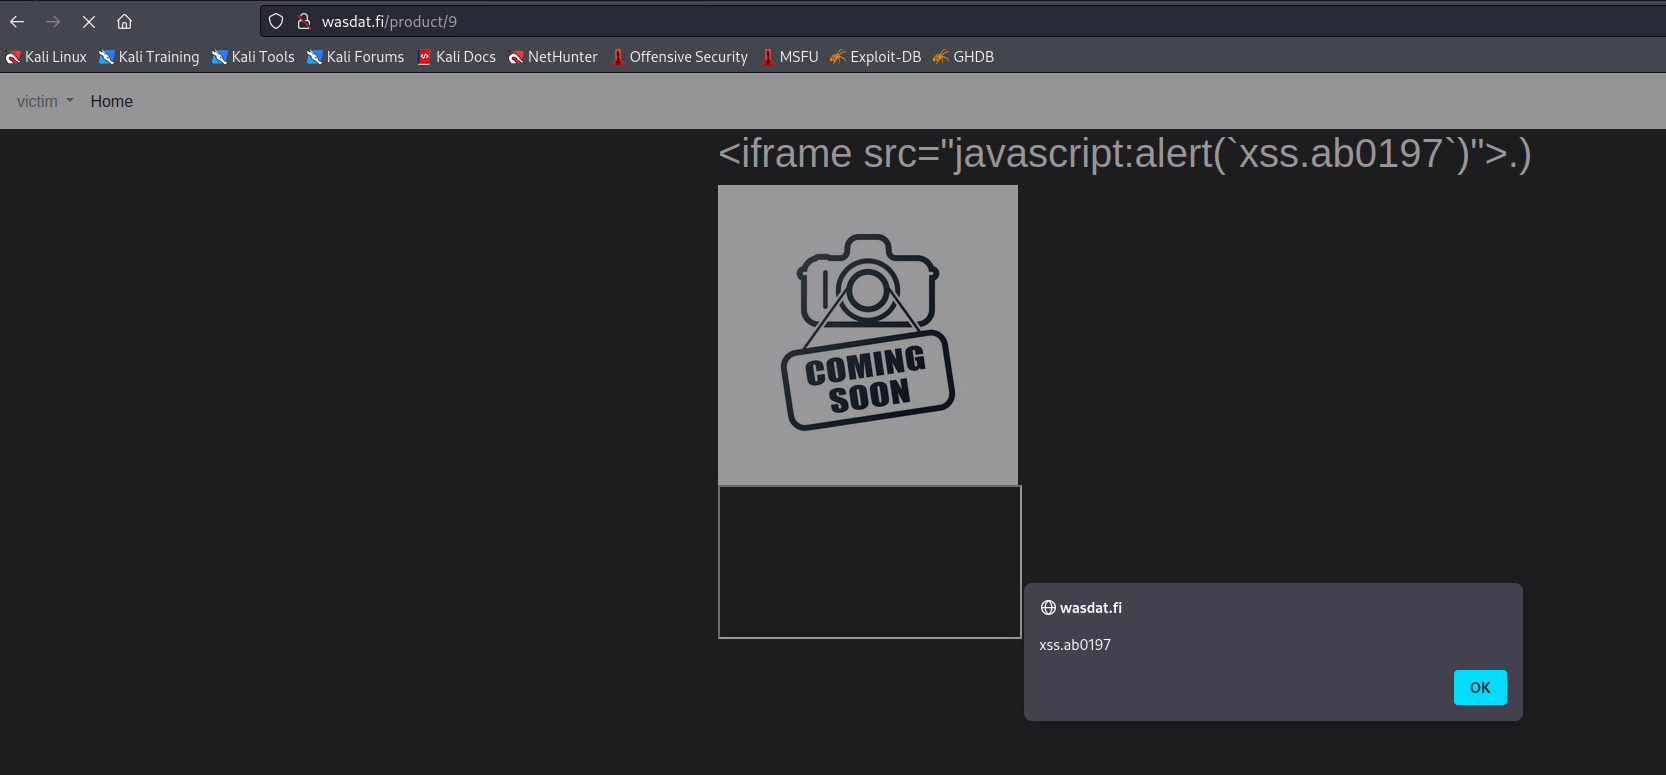 wasdat.fi/product/9
Kali Linux Kali Training Kali Tools Kali Forums Kali Docs NetHunter Offensive Security MSFU Exploit-DB GHDB
victim Home
<iframe src="javascript:alert(`xss.ab0197`)">.)
COMING
SOON
wasdat.fi
xss.ab0197
OK